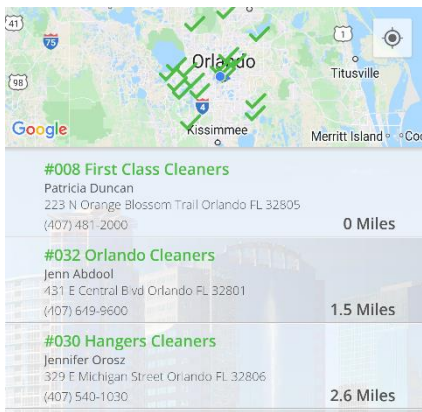 41
75
1
Orlando
Titusville
98
4
Google
Kissimmee
Merritt Island
Coc
#008 First Class Cleaners
Patricia Duncan
223 N Orange Blossom Trail Orlando FL 32805
(407) 481-2000
0 Miles
#032 Orlando Cleaners
Jenn Abdool
431 E Central Blvd Orlando FL 32801
(407) 649-9600
1.5 Miles
#030 Hangers Cleaners
Jennifer Orosz
329 E Michigan Street Orlando FL 32806
(407) 540-1030
2.6 Miles